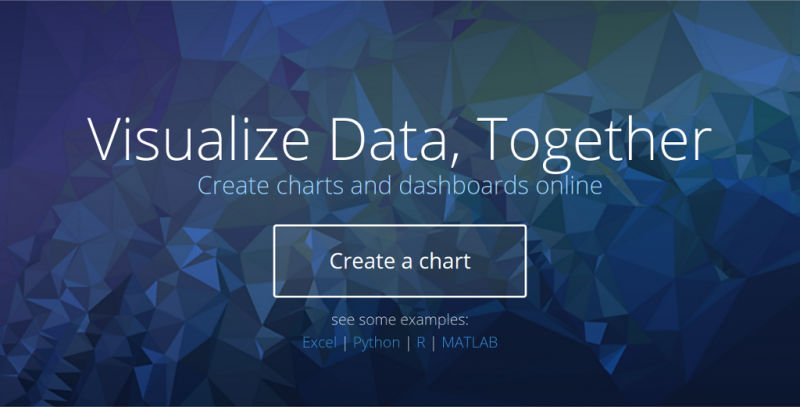 Visualize Data, Together
Create charts and dashboards online
Create a chart
see some examples:
Excel | Python | R | MATLAB